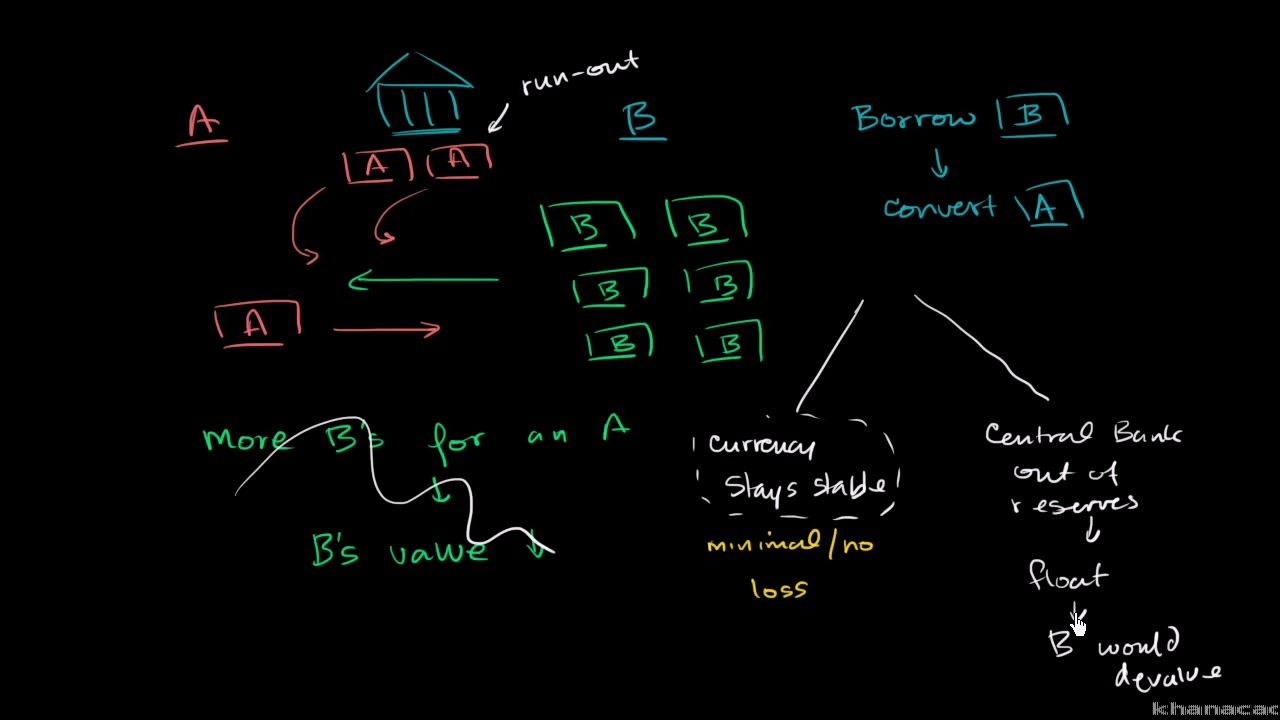 run-out
A
B
A A
Borrow B
convert A
B B
B B
B B
A
More B's for an A
B's value
currency
stays stable
minimal/no
loss
Central Bank
out of
reserves
float
B would
devalue
khanacac